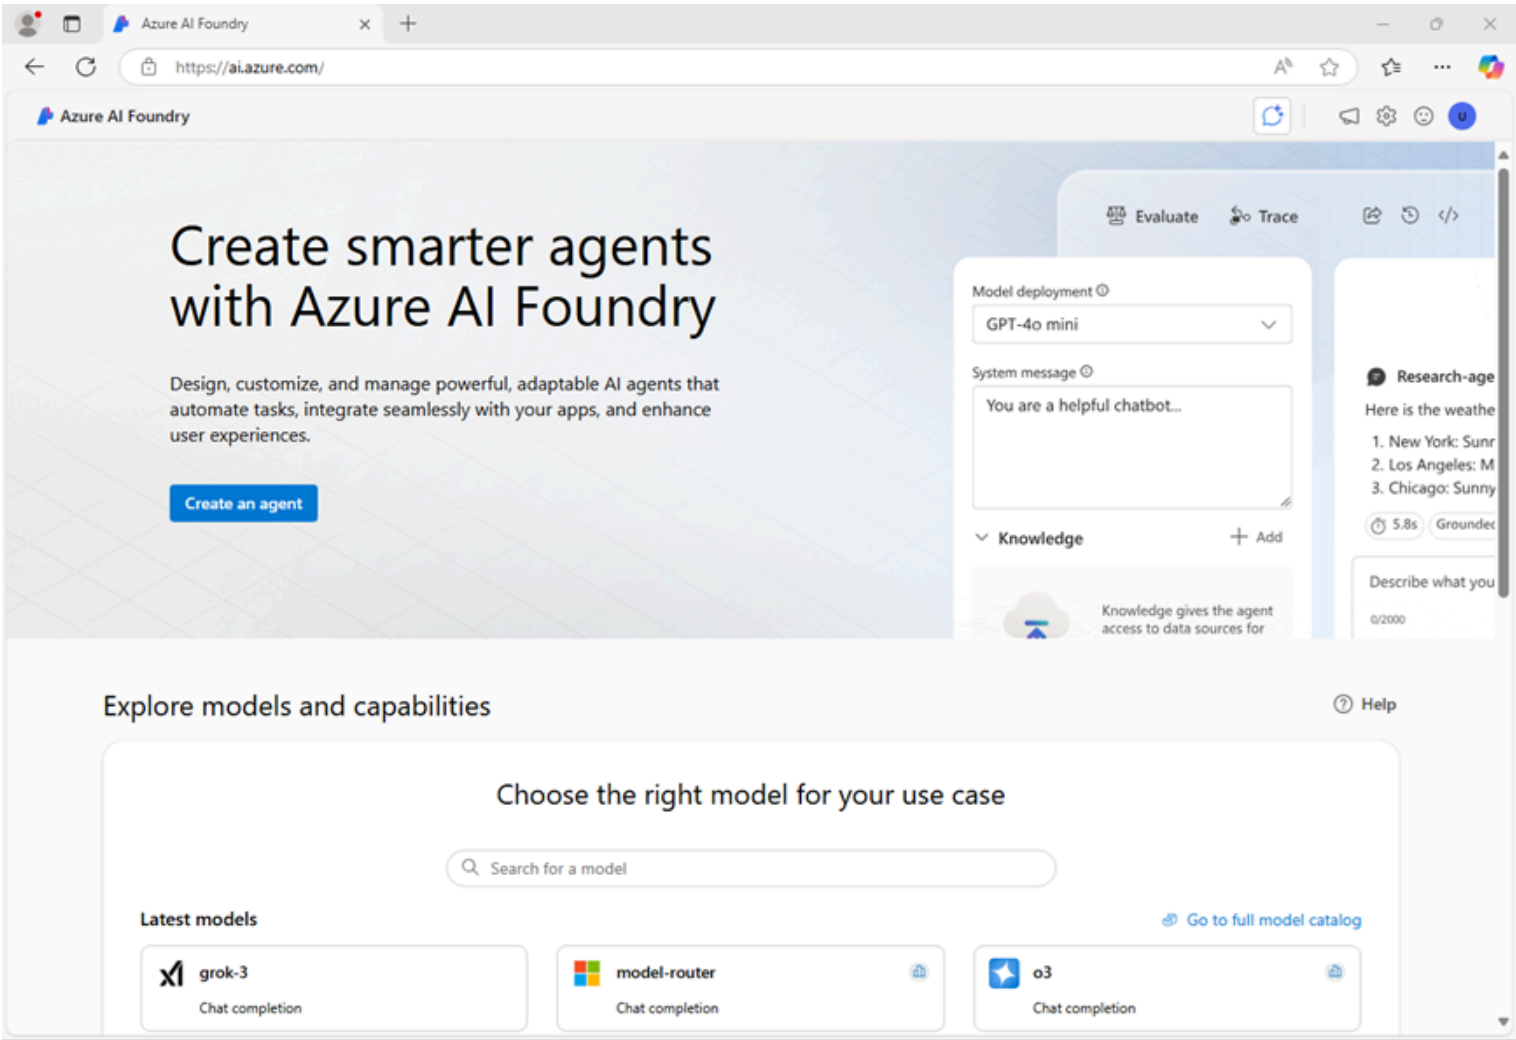 Azure AI Foundry
https://ai.azure.com/
Azure AI Foundry
U
Create smarter agents
with Azure AI Foundry
Design, customize, and manage powerful, adaptable AI agents that
automate tasks, integrate seamlessly with your apps, and enhance
user experiences.
Create an agent
Evaluate Trace
Model deployment
GPT-4o mini
System message
You are a helpful chatbot...
Knowledge
Add
Knowledge gives the agent
access to data sources for
Research-age
Here is the weathe
1. New York: Sunr
2. Los Angeles: M
3. Chicago: Sunny
5.8s Grounded
Describe what you
0/2000
Explore models and capabilities
Help
Choose the right model for your use case
Search for a model
Latest models
Go to full model catalog
grok-3
Chat completion
model-router
Chat completion
o3
Chat completion